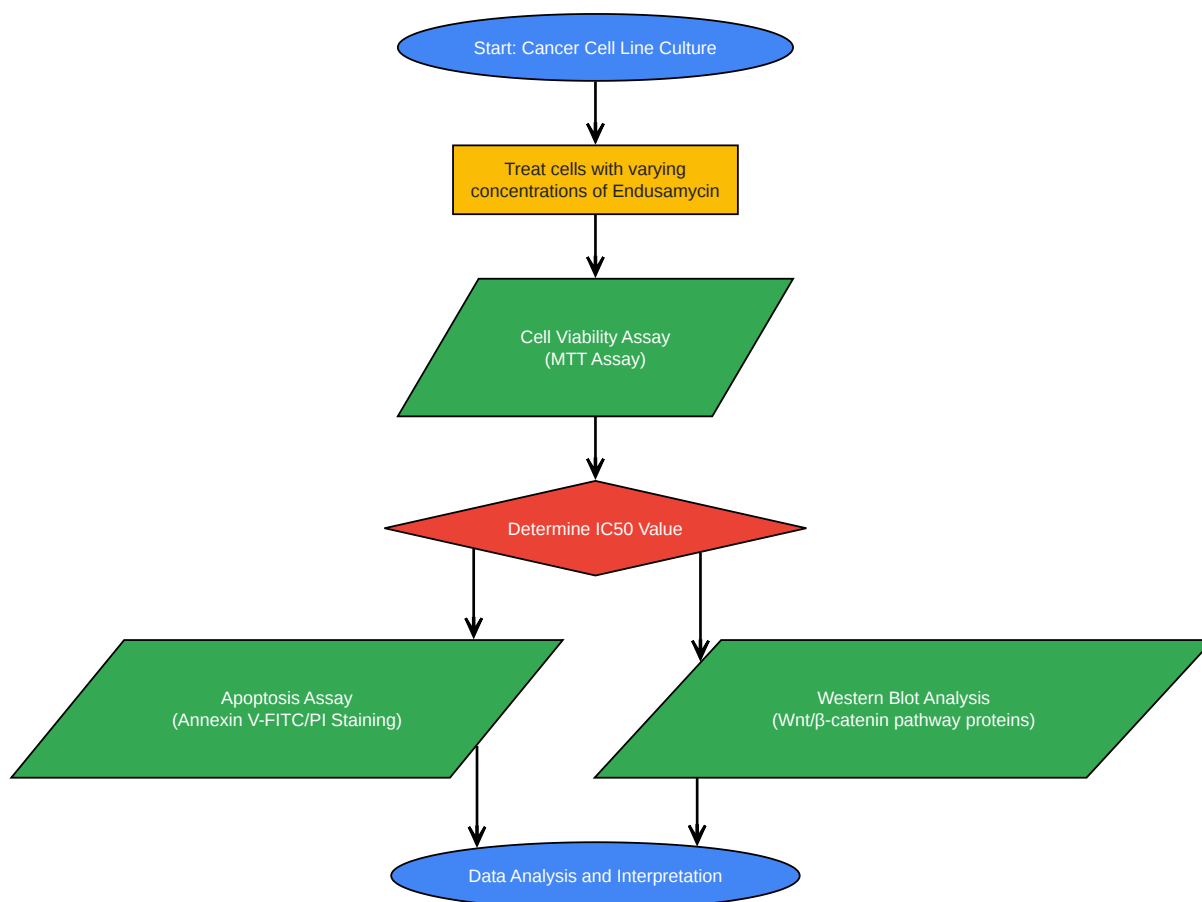 Start: Cancer Cell Line Culture
Treat cells with varying
concentrations of Endusamycin
Cell Viability Assay
(MTT Assay)
Determine IC50 Value
Apoptosis Assay
(Annexin V-FITC/PI Staining)
Western Blot Analysis
(Wnt/β-catenin pathway proteins)
Data Analysis and Interpretation